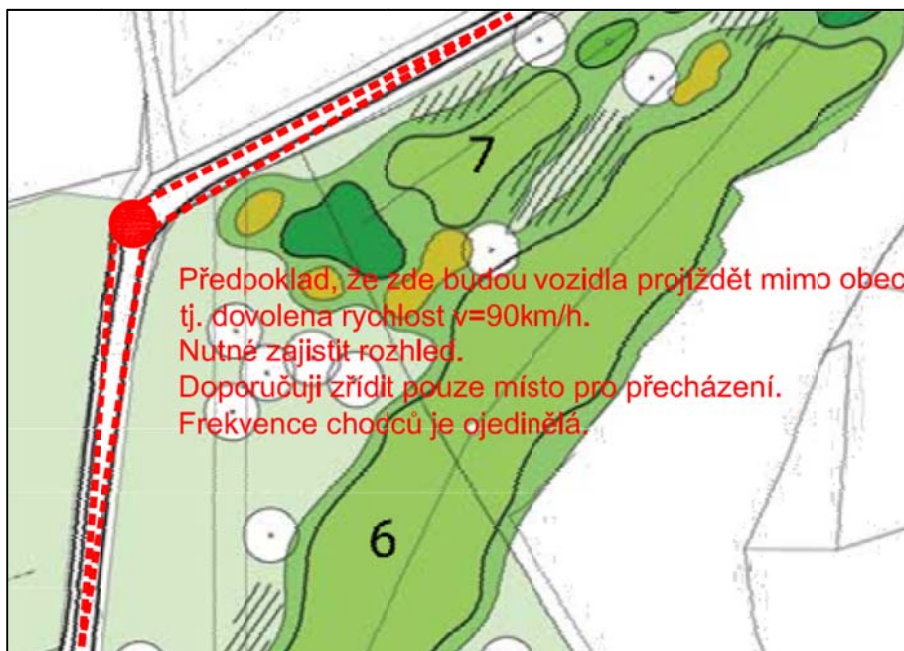 7
Předpoklad, že zde budou vozidla projíždět mimo obec
tj. dovolena rychlost v=90km/h.
Nutné zajistit rozhled.
Doporučuji zřídit pouze místo pro přecházení.
Frekvence chodců je ojedinělá.
6